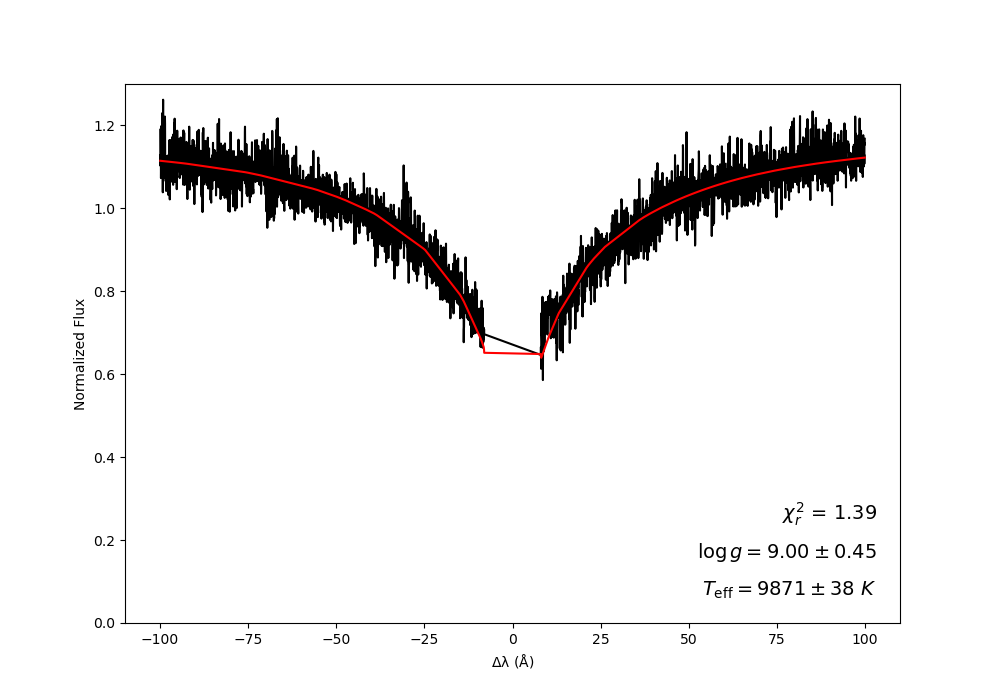 1.2
1.0
0.8
0.6
0.4
0.2
0.0
Normalized Flux
χ²ᵣ = 1.39
log g = 9.00 ± 0.45
T_eff = 9871 ± 38 K
−100 −75 −50 −25 0 25 50 75 100
Δλ (Å)